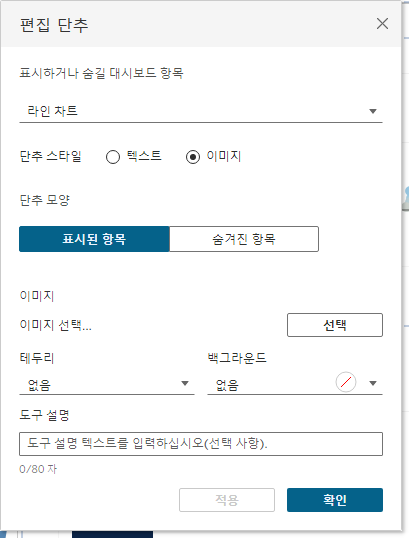 편집 단추
표시하거나 숨길 대시보드 항목
라인 차트
단추 스타일 텍스트 이미지
단추 모양
표시된 항목 숨겨진 항목
이미지
이미지 선택... 선택
테두리 백그라운드
없음 없음
도구 설명
도구 설명 텍스트를 입력하십시오(선택 사항).
0/80 자
적용 확인